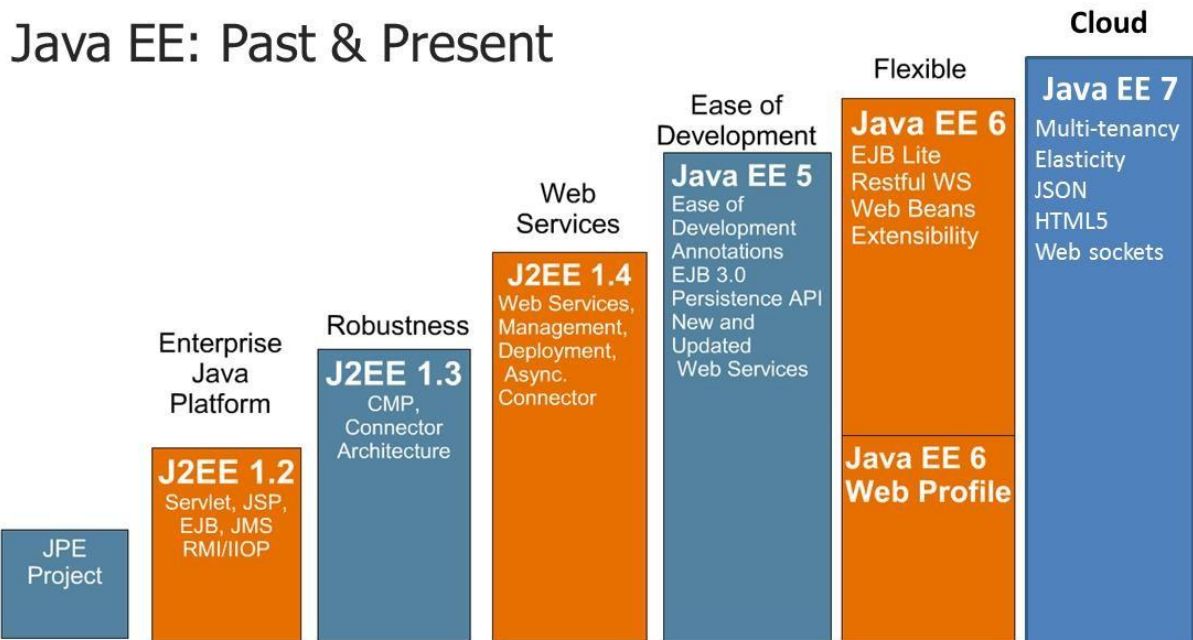 Java EE: Past & Present
JPE
Project
Enterprise
Java
Platform
J2EE 1.2
Servlet, JSP,
EJB, JMS
RMI/IIOP
Robustness
J2EE 1.3
CMP,
Connector
Architecture
Web
Services
J2EE 1.4
Web Services,
Management,
Deployment,
Async.
Connector
Ease of
Development
Java EE 5
Ease of
Development
Annotations
EJB 3.0
Persistence API
New and
Updated
Web Services
Flexible
Java EE 6
EJB Lite
Restful WS
Web Beans
Extensibility
Java EE 6
Web Profile
Cloud
Java EE 7
Multi-tenancy
Elasticity
JSON
HTML5
Web sockets